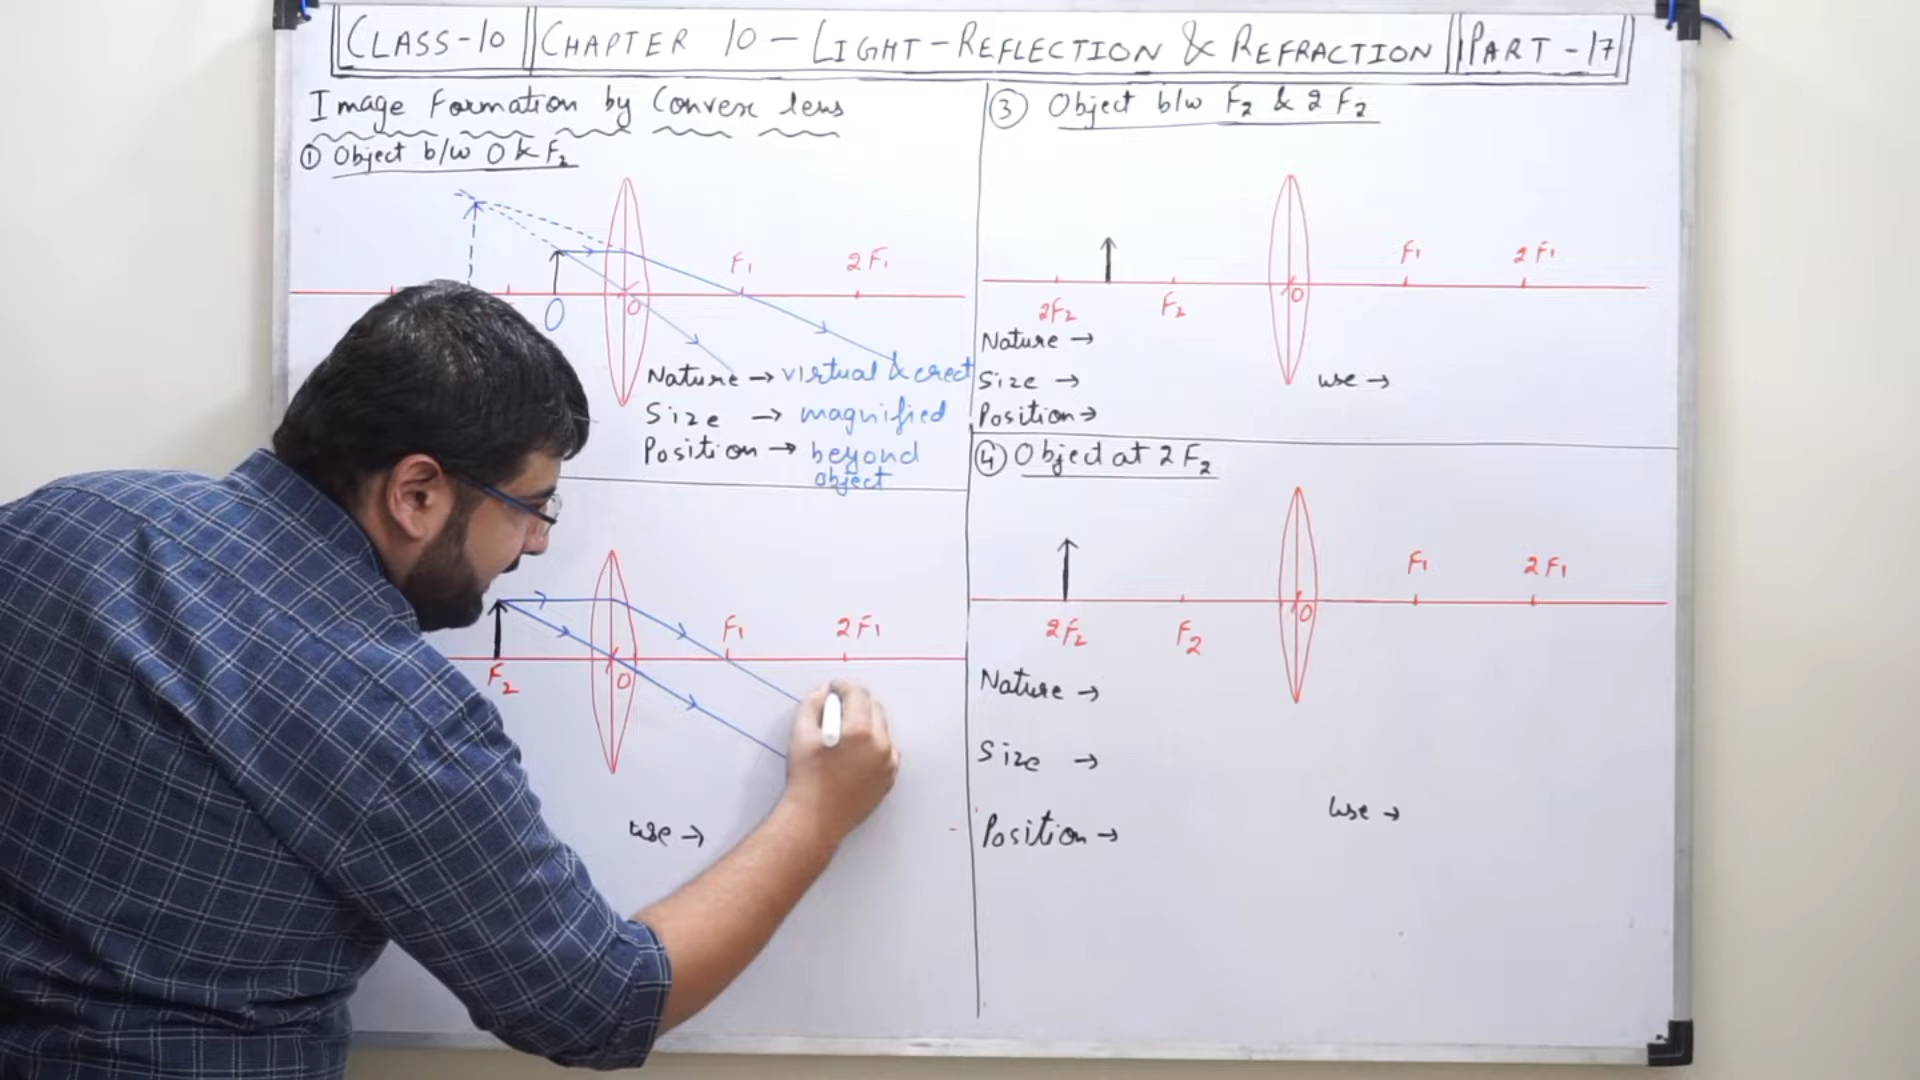 CLASS-10 CHAPTER 10 - LIGHT-REFLECTION & REFRACTION PART-17
Image Formation by Convex lens
① Object b/w O & F2
F1 2F1
O O
Nature → virtual & erect
Size → magnified
Position → beyond
object
F1 2F1
F2 O
use →
③ Object b/w F2 & 2F2
F1 2F1
2F2 F2 O
Nature →
Size → use →
Position →
④ Object at 2F2
F1 2F1
2F2 F2 O
Nature →
Size →
Position → use →